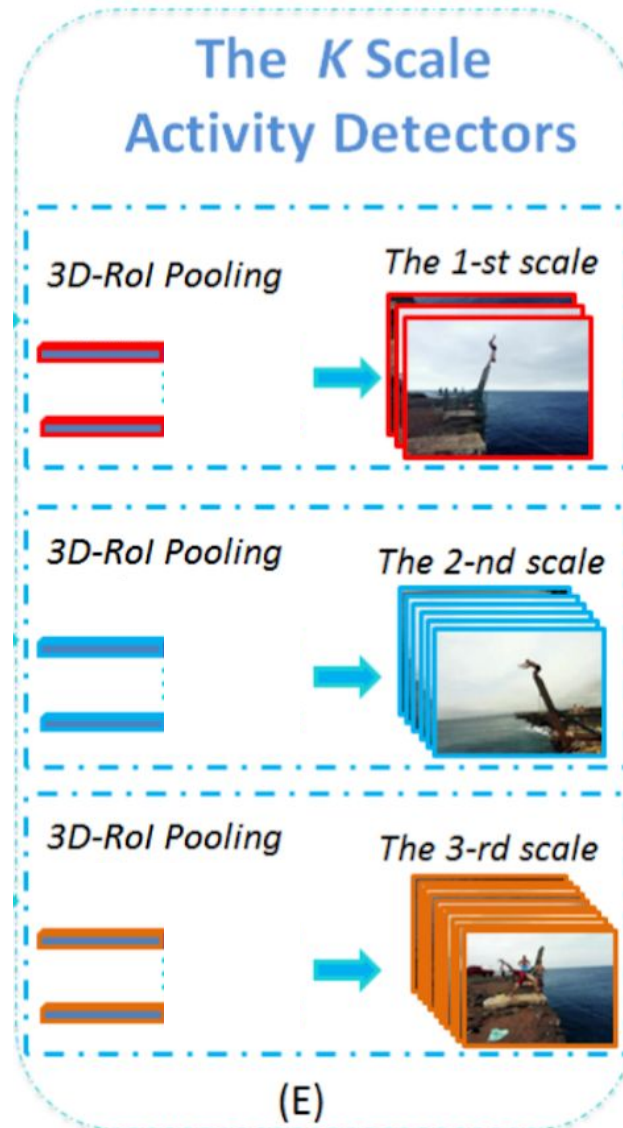 The K Scale
Activity Detectors
3D-RoI Pooling
The 1-st scale
3D-RoI Pooling
The 2-nd scale
3D-RoI Pooling
The 3-rd scale
(E)